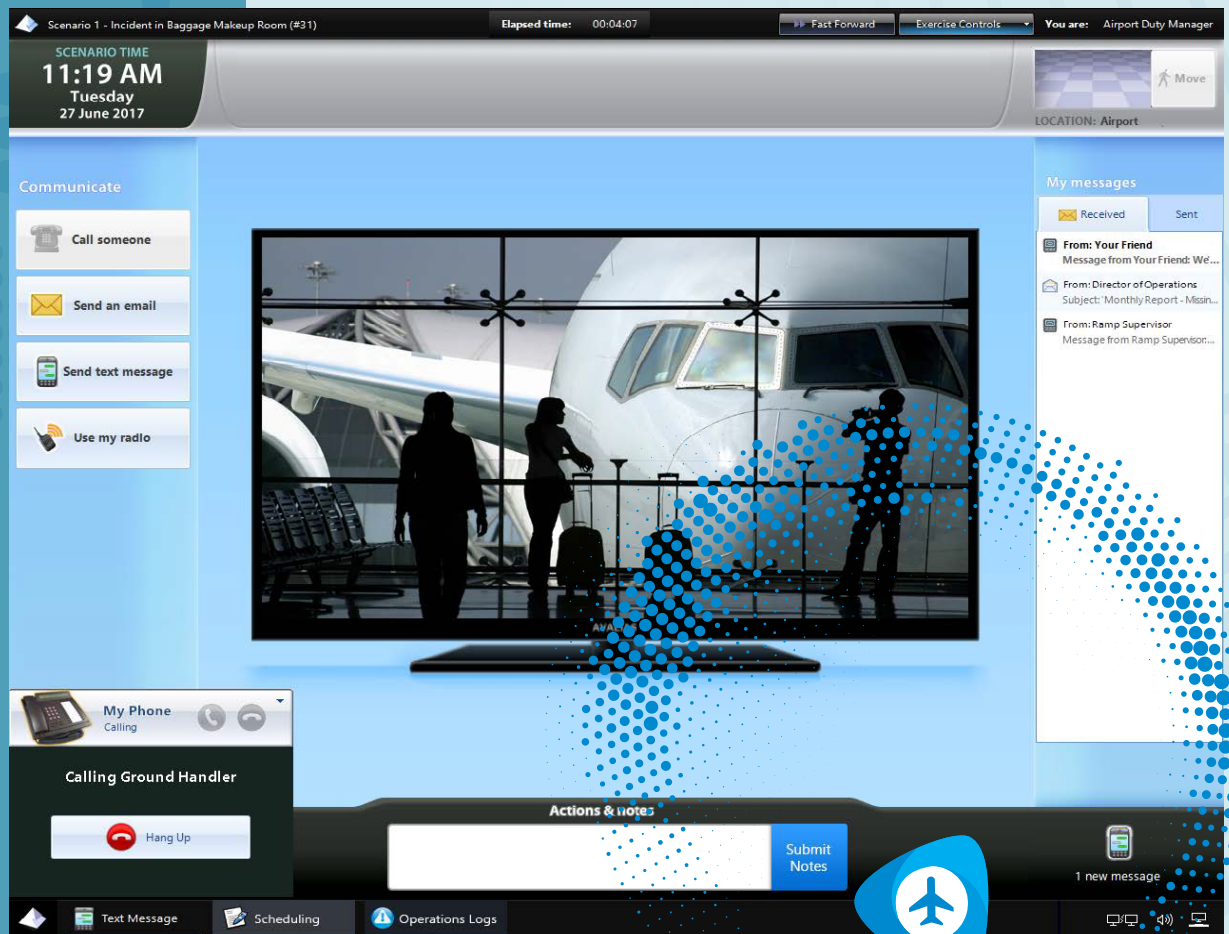 Scenario 1 - Incident in Baggage Makeup Room (#31)
Elapsed time: 00:04:07
Fast Forward
Exercise Controls
You are: Airport Duty Manager
SCENARIO TIME
11:19 AM
Tuesday
27 June 2017
Move
LOCATION: Airport
Communicate
Call someone
Send an email
Send text message
Use my radio
My messages
Received
Sent
From: Your Friend
Message from Your Friend: We'...
From: Director of Operations
Subject: 'Monthly Report - Missin...
From: Ramp Supervisor
Message from Ramp Supervisor:...
My Phone
Calling
Calling Ground Handler
Hang Up
Actions & notes
Submit
Notes
1 new message
Text Message
Scheduling
Operations Logs